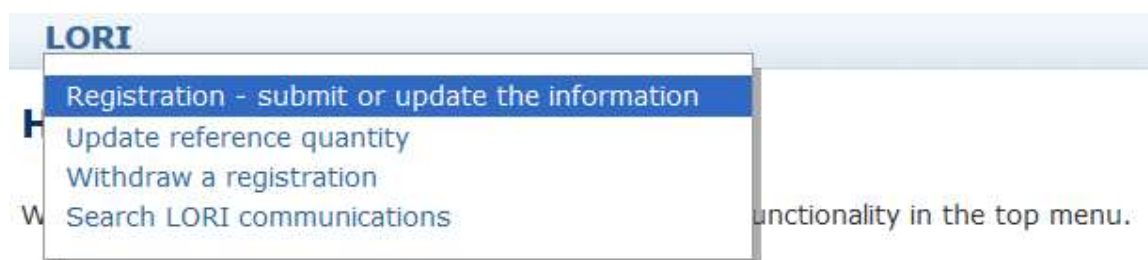 LORI
Registration - submit or update the information
H
Update reference quantity
Withdraw a registration
W Search LORI communications unctionality in the top menu.